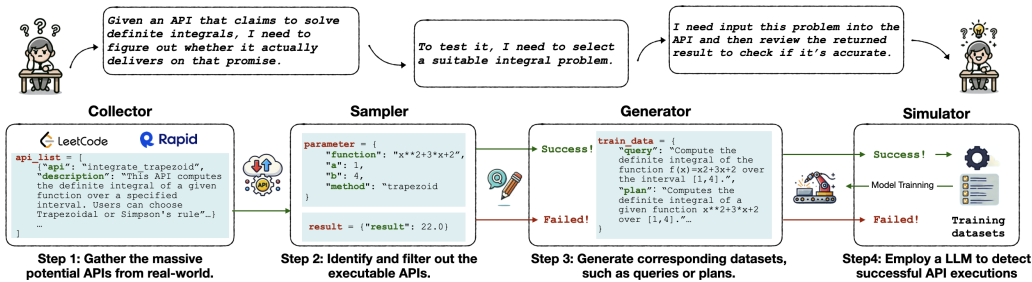 Given an API that claims to solve
definite integrals, I need to
figure out whether it actually
delivers on that promise.
To test it, I need to select
a suitable integral problem.
I need input this problem into the
API and then review the returned
result to check if it's accurate.
Collector
LeetCode
Rapid
api_list = [
{"api": "integrate_trapezoid",
"description": "This API computes
the definite integral of a given
function over a specified
interval. Users can choose
Trapezoidal or Simpson's rule"…}
…
]
Step 1: Gather the massive
potential APIs from real-world.
API
Sampler
parameter = {
"function": "x**2+3*x+2",
"a": 1,
"b": 4,
"method": "trapezoid
}
result = {"result": 22.0}
Step 2: Identify and filter out the
executable APIs.
Success!
Failed!
Generator
train_data = {
"query": "Compute the
definite integral of the
function f(x)=x2+3x+2 over
the interval [1,4].",
"plan": "Computes the
definite integral of a
given function x**2+3*x+2
over [1,4]."…
}
Step 3: Generate corresponding datasets,
such as queries or plans.
Simulator
Success!
Model Trainning
Failed!
Training
datasets
Step4: Employ a LLM to detect
successful API executions